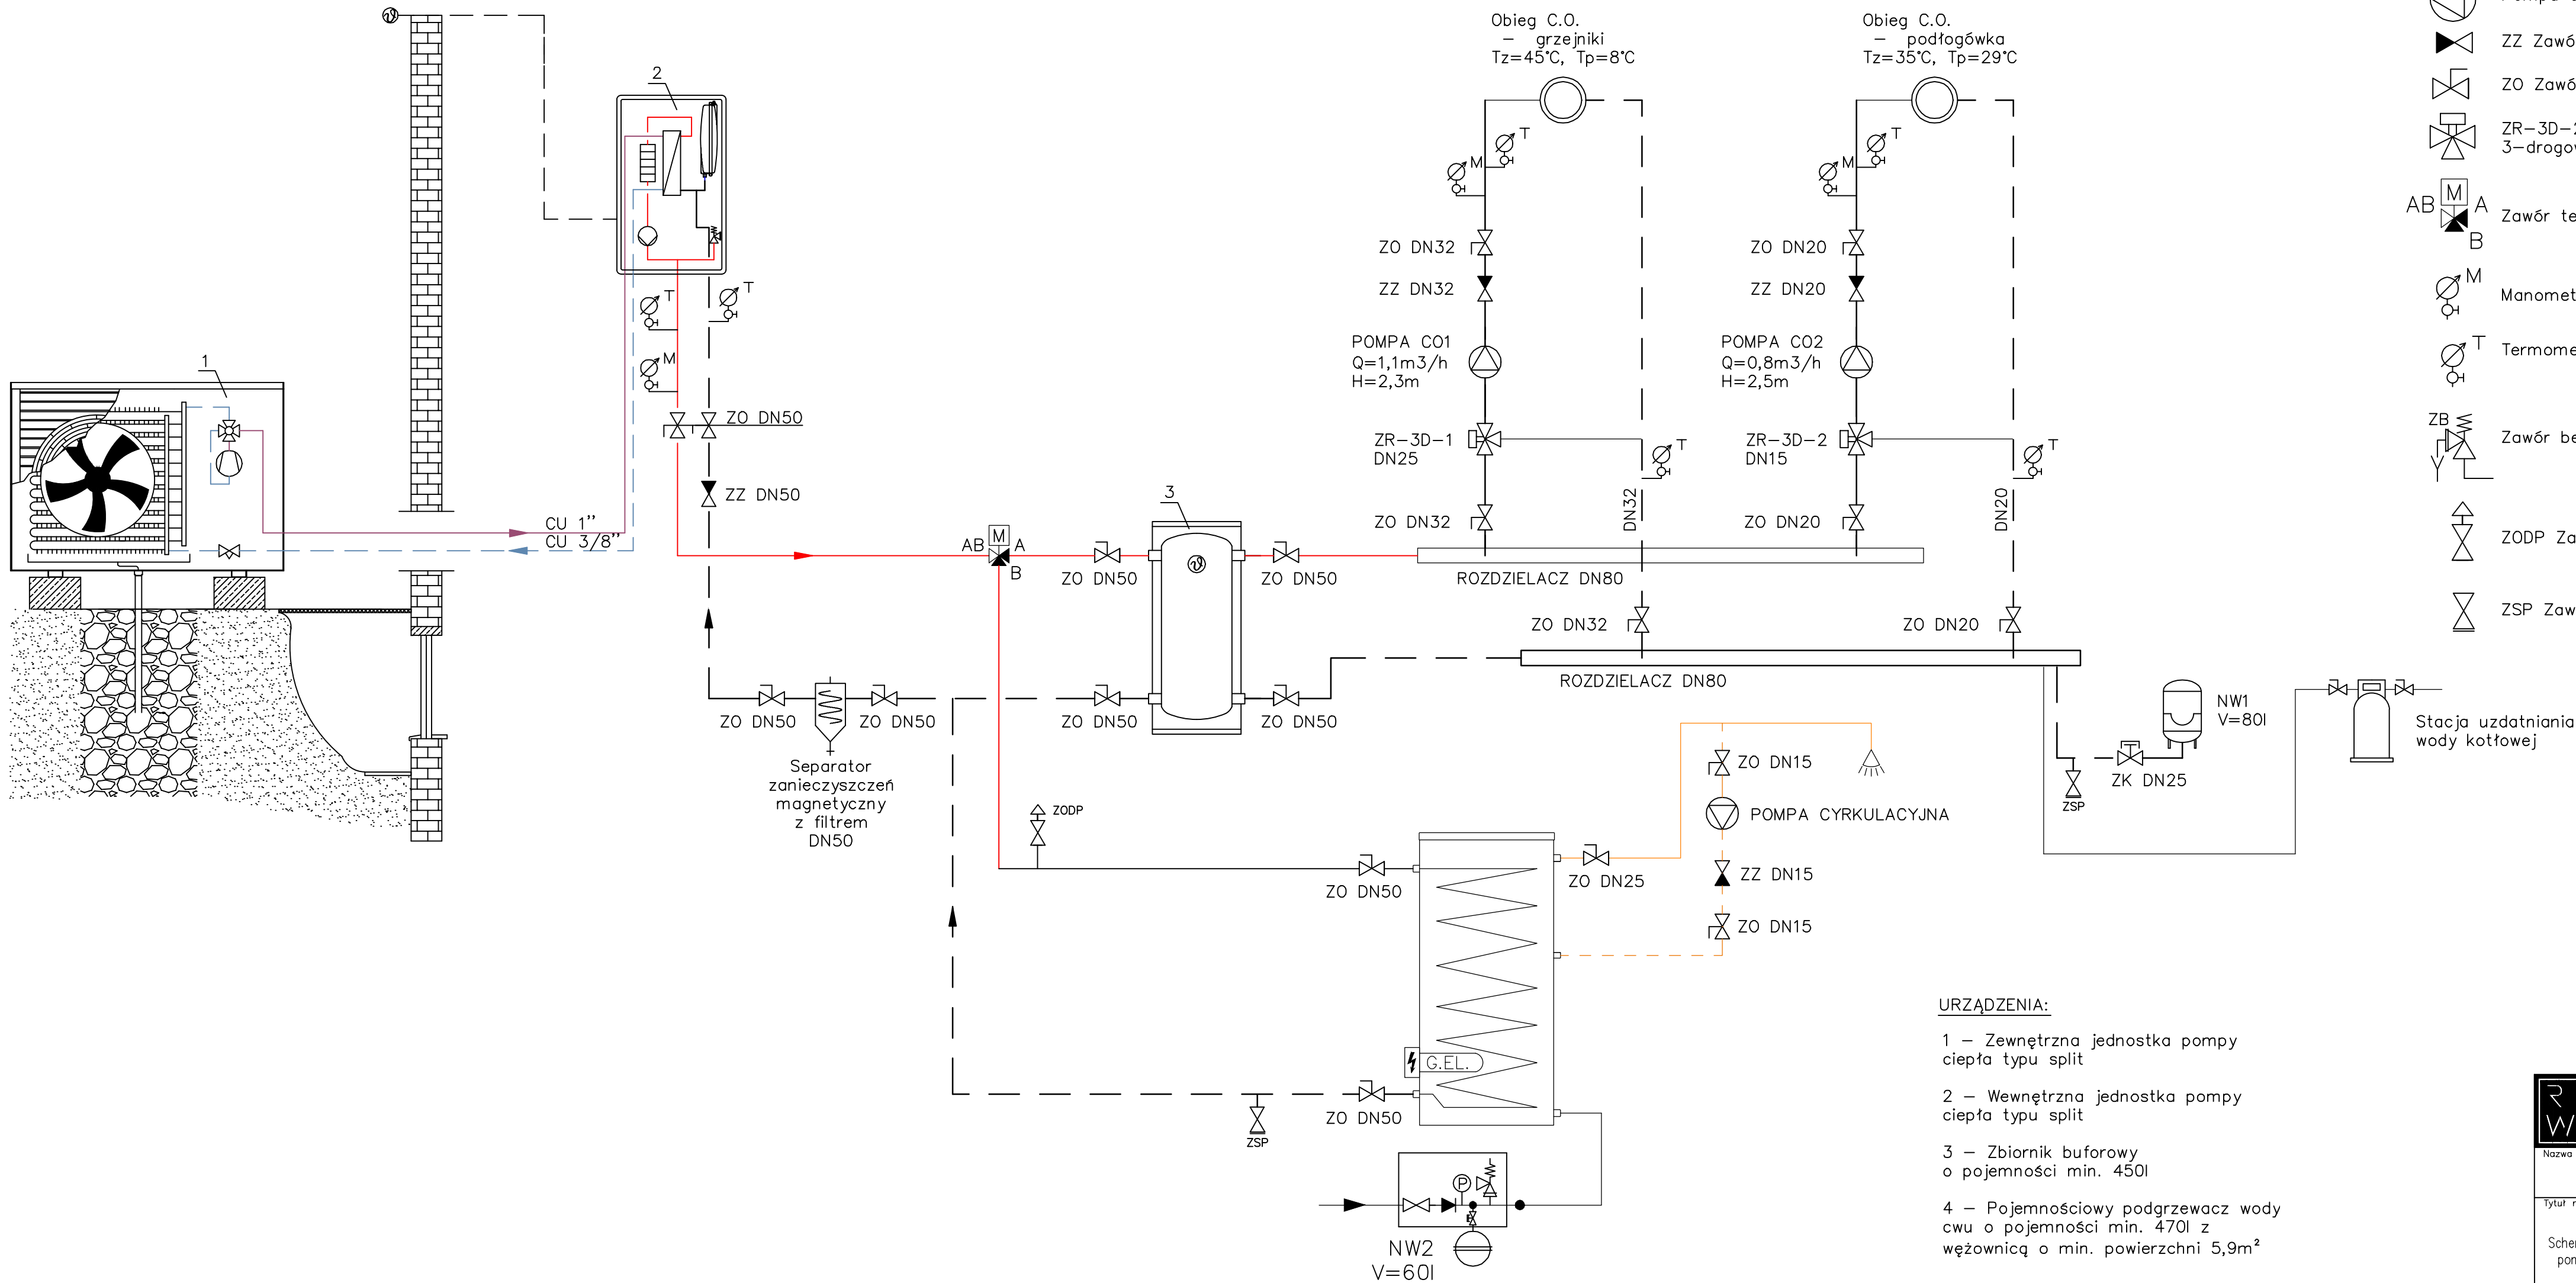 Obieg C.O.
– grzejniki
Tz=45°C, Tp=8°C
Obieg C.O.
– podłogówka
Tz=35°C, Tp=29°C
2
M
T
M
T
ZO DN32
ZO DN20
ZZ DN32
ZZ DN20
T
T
M
POMPA CO1
Q=1,1m3/h
H=2,3m
POMPA CO2
Q=0,8m3/h
H=2,5m
1
ZO DN50
ZR-3D-1
DN25
T
ZR-3D-2
DN15
T
ZZ DN50
3
CU 1''
CU 3/8''
ZO DN32
DN32
ZO DN20
DN20
M
AB
A
B
ZO DN50
ZO DN50
ROZDZIELACZ DN80
ZO DN32
ZO DN20
ROZDZIELACZ DN80
ZO DN50
ZO DN50
ZO DN50
ZO DN50
NW1
V=80l
Stacja uzdatniania
wody kotłowej
ZK DN25
ZSP
Separator
zanieczyszczeń
magnetyczny
z filtrem
DN50
ZODP
ZO DN15
POMPA CYRKULACYJNA
ZO DN50
ZO DN25
ZZ DN15
ZO DN15
G.EL.
ZO DN50
ZSP
P
NW2
V=60l
URZĄDZENIA:
1 – Zewnętrzna jednostka pompy
ciepła typu split
2 – Wewnętrzna jednostka pompy
ciepła typu split
3 – Zbiornik buforowy
o pojemności min. 450l
4 – Pojemnościowy podgrzewacz wody
cwu o pojemności min. 470l z
wężownicą o min. powierzchni 5,9m²
ZZ Zawó
ZO Zawó
ZR-3D-2
3-drogow
M
AB
A
B
Zawór te
M
Manomet
T
Termome
ZB
Zawór be
ZODP Za
ZSP Zaw
R
W
Nazwa
Tytuł r
Schem
pom